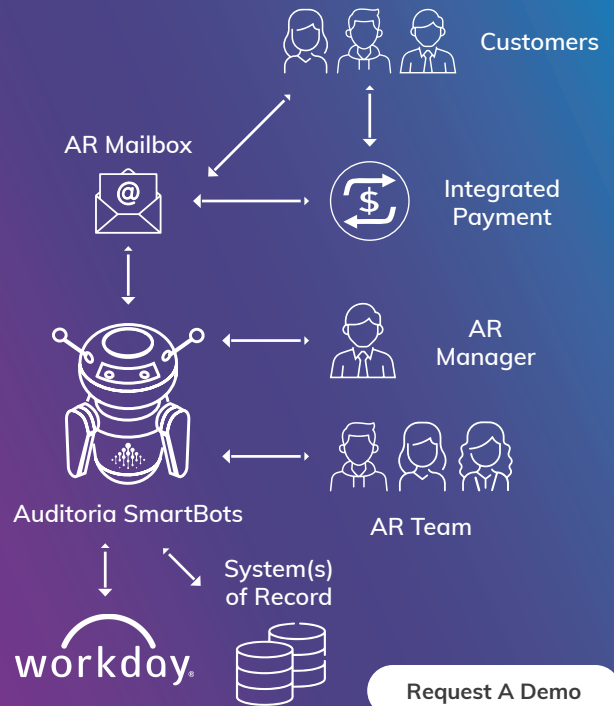 Customers
AR Mailbox
@
Integrated
Payment
$
AR
Manager
Auditoria SmartBots
AR Team
System(s)
of Record
workday®
Request A Demo